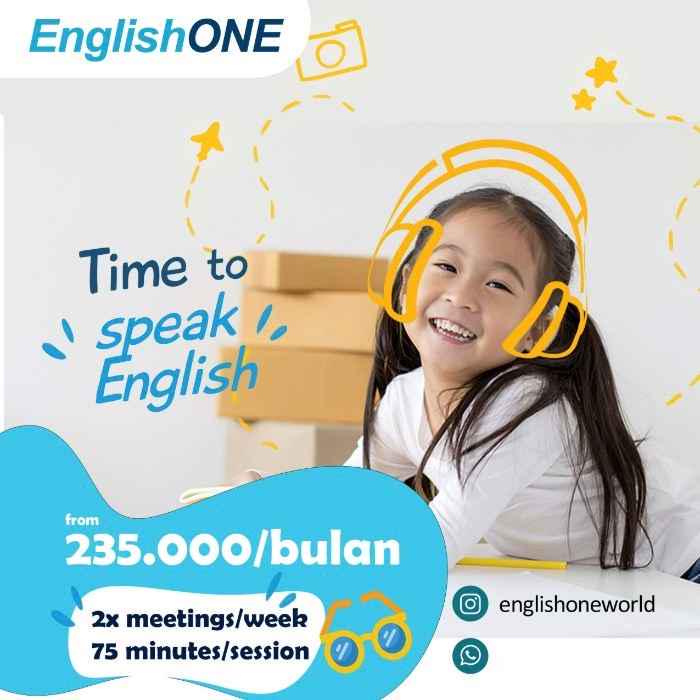 EnglishONE
Time to
speak
English
from
235.000/bulan
2x meetings/week
75 minutes/session
englishoneworld